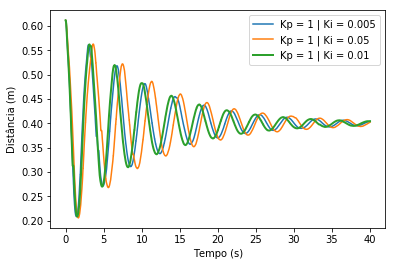 Kp = 1 | Ki = 0.005
Kp = 1 | Ki = 0.05
Kp = 1 | Ki = 0.01
0.60
0.55
0.50
0.45
0.40
0.35
0.30
0.25
0.20
Distância (m)
0 5 10 15 20 25 30 35 40
Tempo (s)